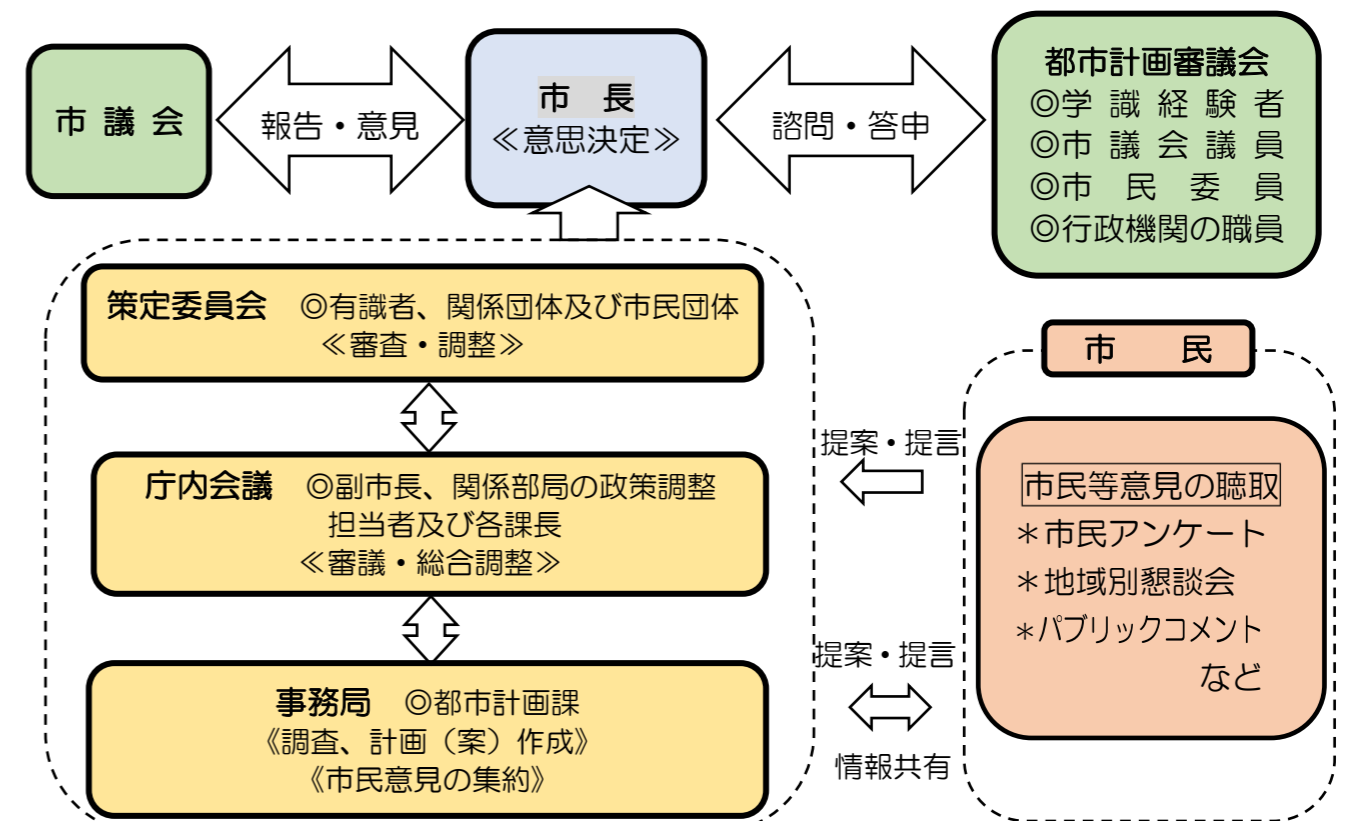 市 議 会
報告・意見
市 長
≪意思決定≫
諮問・答申
都市計画審議会
◎学 識 経 験 者
◎市 議 会 議 員
◎市 民 委 員
◎行政機関の職員
策定委員会 ◎有識者、関係団体及び市民団体
≪審査・調整≫
庁内会議 ◎副市長、関係部局の政策調整
担当者及び各課長
≪審議・総合調整≫
事務局 ◎都市計画課
《調査、計画（案）作成》
《市民意見の集約》
提案・提言
提案・提言
情報共有
市 民
市民等意見の聴取
＊市民アンケート
＊地域別懇談会
＊パブリックコメント
など